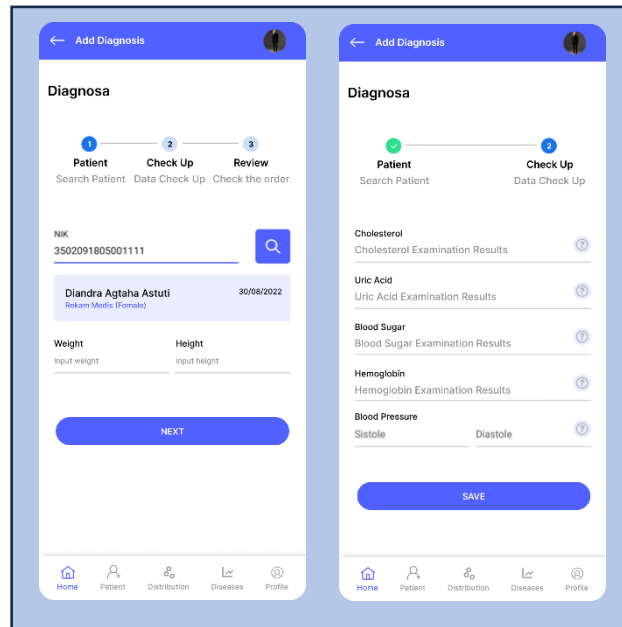 Add Diagnosis
Diagnosa
1 2 3
Patient Check Up Review
Search Patient Data Check Up Check the order
NIK
3502091805001111
Diandra Agtaha Astuti 30/08/2022
Rekam Medis (Female)
Weight Height
Input weight Input height
NEXT
Home Patient Distribution Diseases Profile
Add Diagnosis
Diagnosa
2
Patient Check Up
Search Patient Data Check Up
Cholesterol
Cholesterol Examination Results ?
Uric Acid
Uric Acid Examination Results ?
Blood Sugar
Blood Sugar Examination Results ?
Hemoglobin
Hemoglobin Examination Results ?
Blood Pressure
Sistole Diastole ?
SAVE
Home Patient Distribution Diseases Profile